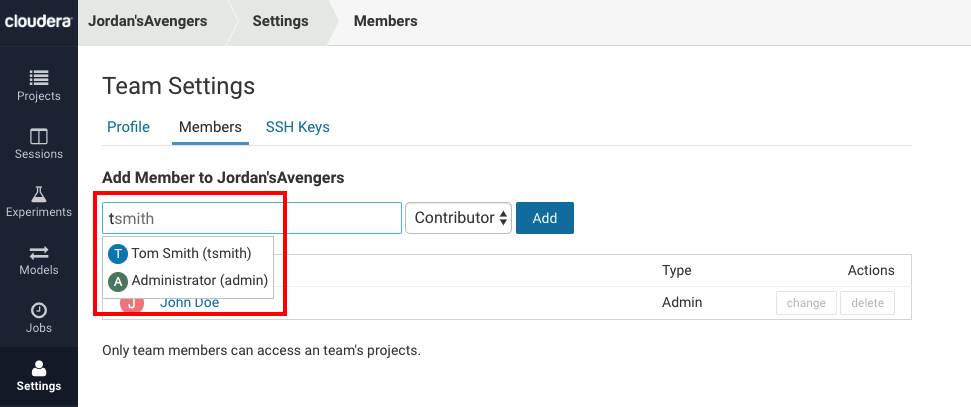 cloudera
Jordan'sAvengers Settings Members
Projects
Sessions
Experiments
Models
Jobs
Settings
Team Settings
Profile Members SSH Keys
Add Member to Jordan'sAvengers
tsmith Contributor Add
T Tom Smith (tsmith)
A Administrator (admin)
Type Actions
J John Doe Admin change delete
Only team members can access an team's projects.